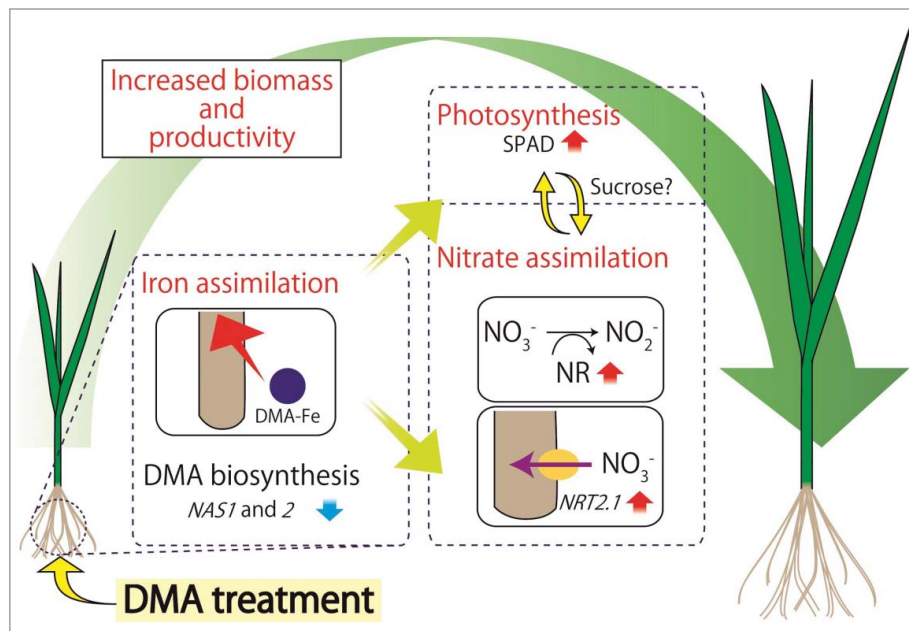 Increased biomass
and
productivity
Photosynthesis
SPAD
Sucrose?
Iron assimilation
DMA-Fe
DMA biosynthesis
NAS1 and 2
Nitrate assimilation
NO₃⁻ NO₂⁻
NR
NO₃⁻
NRT2.1
DMA treatment